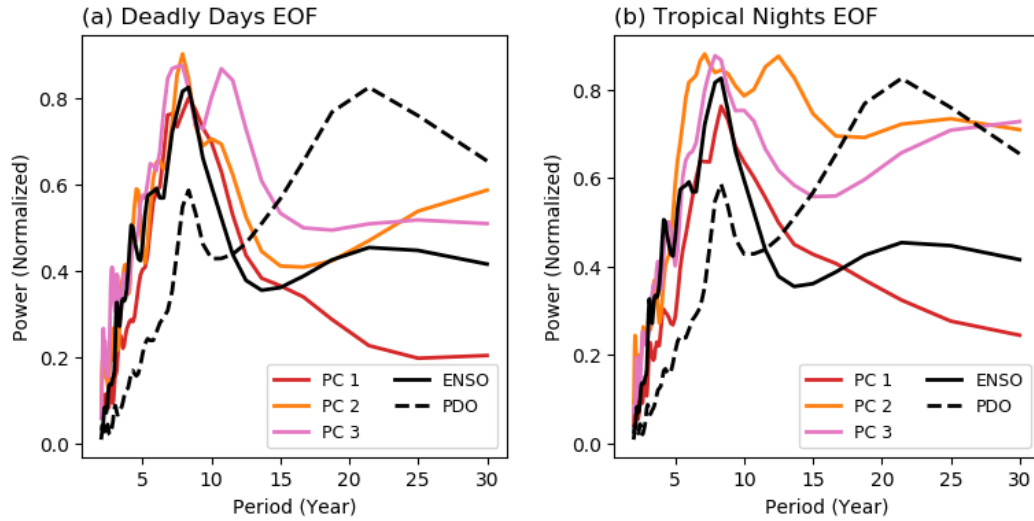 (a) Deadly Days EOF
Power (Normalized)
0.8
0.6
0.4
0.2
0.0
PC 1
PC 2
PC 3
ENSO
PDO
5 10 15 20 25 30
Period (Year)
(b) Tropical Nights EOF
Power (Normalized)
0.8
0.6
0.4
0.2
0.0
PC 1
PC 2
PC 3
ENSO
PDO
5 10 15 20 25 30
Period (Year)